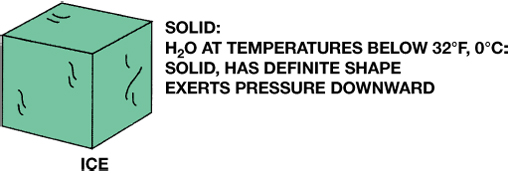 SOLID:
H₂O AT TEMPERATURES BELOW 32°F, 0°C:
SOLID, HAS DEFINITE SHAPE
EXERTS PRESSURE DOWNWARD
ICE